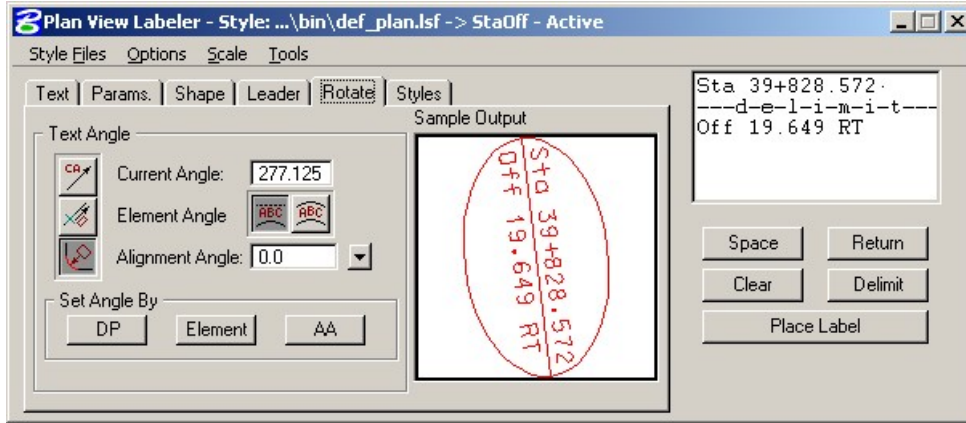 Plan View Labeler - Style: ...\bin\def_plan.lsf -> StaOff - Active
Style Files Options Scale Tools
Text Params. Shape Leader Rotate Styles
Text Angle
CA
Current Angle: 277.125
Element Angle ABC ABC
Alignment Angle: 0.0
Set Angle By
DP Element AA
Sample Output
Sta 39+828.572
Off 19.649 RT
Sta 39+828.572
---d-e-l-i-m-i-t---
Off 19.649 RT
Space Return
Clear Delimit
Place Label